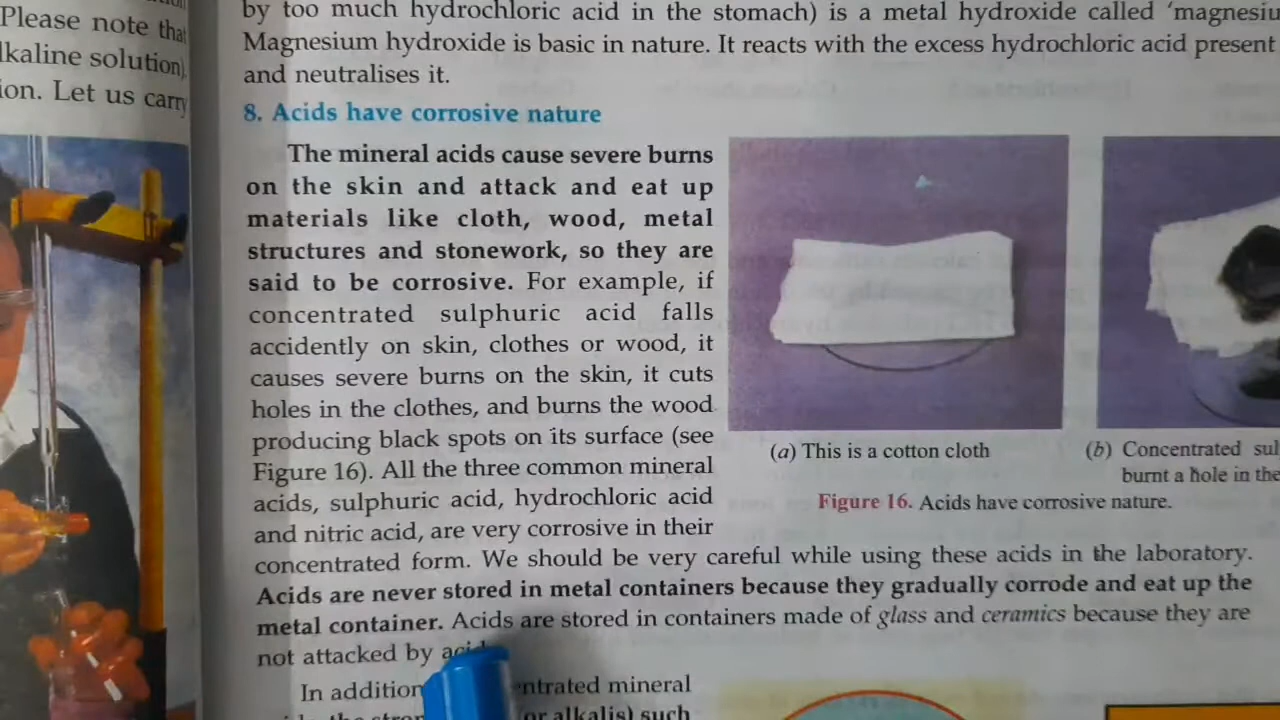 Please note that
lkaline solution)
ion. Let us carry
by too much hydrochloric acid in the stomach) is a metal hydroxide called ‘magnesiu
Magnesium hydroxide is basic in nature. It reacts with the excess hydrochloric acid present
and neutralises it.
8. Acids have corrosive nature
The mineral acids cause severe burns
on the skin and attack and eat up
materials like cloth, wood, metal
structures and stonework, so they are
said to be corrosive. For example, if
concentrated sulphuric acid falls
accidently on skin, clothes or wood, it
causes severe burns on the skin, it cuts
holes in the clothes, and burns the wood
producing black spots on its surface (see
Figure 16). All the three common mineral
acids, sulphuric acid, hydrochloric acid
and nitric acid, are very corrosive in their
concentrated form. We should be very careful while using these acids in the laboratory.
Acids are never stored in metal containers because they gradually corrode and eat up the
metal container. Acids are stored in containers made of glass and ceramics because they are
not attacked by
In addition entrated mineral
(or alkalis) such
(a) This is a cotton cloth
(b) Concentrated sul
burnt a hole in the
Figure 16. Acids have corrosive nature.